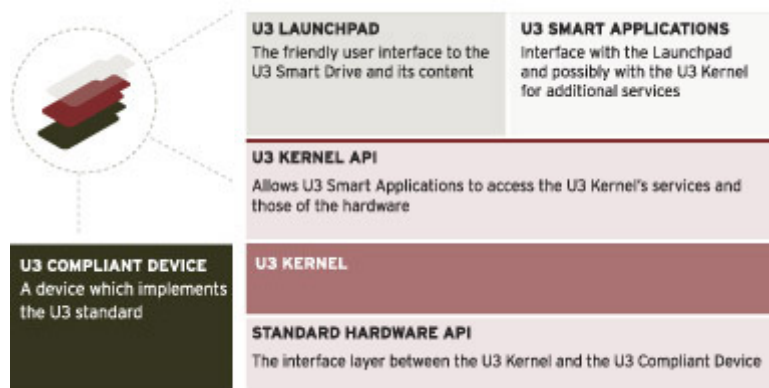 U3 LAUNCHPAD
The friendly user interface to the
U3 Smart Drive and its content
U3 SMART APPLICATIONS
Interface with the Launchpad
and possibly with the U3 Kernel
for additional services
U3 KERNEL API
Allows U3 Smart Applications to access the U3 Kernel's services and
those of the hardware
U3 COMPLIANT DEVICE
A device which implements
the U3 standard
U3 KERNEL
STANDARD HARDWARE API
The interface layer between the U3 Kernel and the U3 Compliant Device